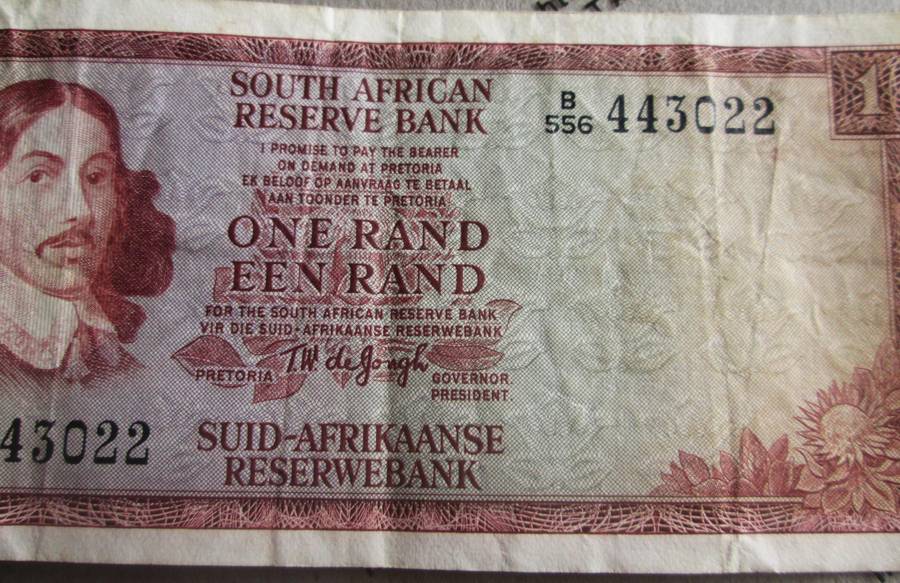 SOUTH AFRICAN
RESERVE BANK
B
556 443022
1
I PROMISE TO PAY THE BEARER
ON DEMAND AT PRETORIA
EK BELOOF OP AANVRAAG TE BETAAL
AAN TOONDER TE PRETORIA
ONE RAND
EEN RAND
FOR THE SOUTH AFRICAN RESERVE BANK
VIR DIE SUID-AFRIKAANSE RESERWEBANK
T.W. de Jongh
PRETORIA
GOVERNOR.
PRESIDENT.
43022
SUID-AFRIKAANSE
RESERWEBANK